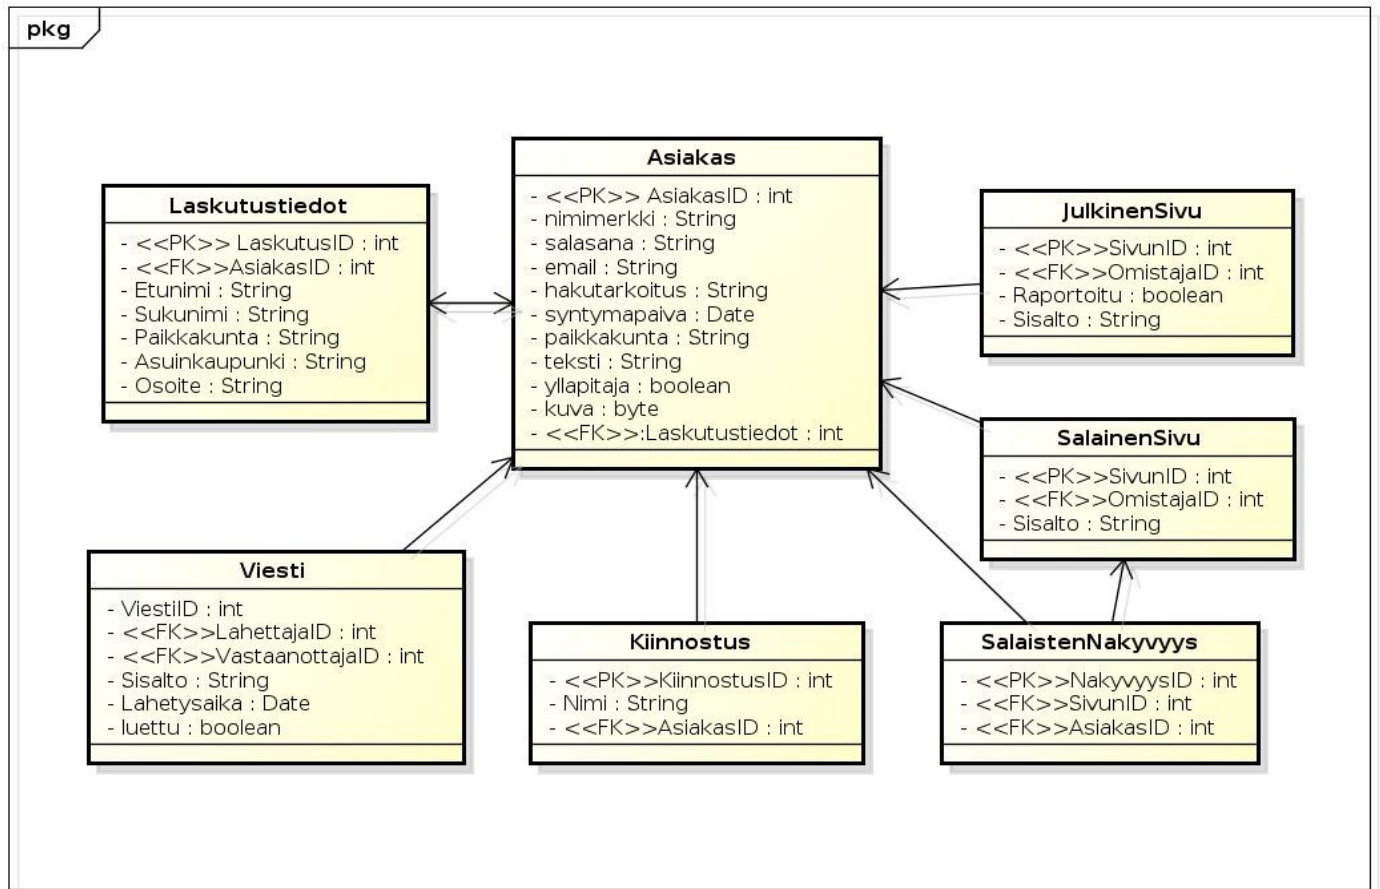 pkg
Asiakas
- <<PK>> AsiakasID : int
- nimimerkki : String
- salasana : String
- email : String
- hakutarkoitus : String
- syntymapaiva : Date
- paikkakunta : String
- teksti : String
- yllapitaja : boolean
- kuva : byte
- <<FK>>:Laskutustiedot : int
Laskutustiedot
- <<PK>> LaskutusID : int
- <<FK>>AsiakasID : int
- Etunimi : String
- Sukunimi : String
- Paikkakunta : String
- Asuinkaupunki : String
- Osoite : String
JulkinenSivu
- <<PK>>SivunID : int
- <<FK>>OmistajaID : int
- Raportoitu : boolean
- Sisalto : String
SalainenSivu
- <<PK>>SivunID : int
- <<FK>>OmistajaID : int
- Sisalto : String
Viesti
- ViestiID : int
- <<FK>>LahettajaID : int
- <<FK>>VastaanottajaID : int
- Sisalto : String
- Lahetysaika : Date
- luettu : boolean
Kiinnostus
- <<PK>>KiinnostusID : int
- Nimi : String
- <<FK>>AsiakasID : int
SalaistenNakyvyys
- <<PK>>NakyvyysID : int
- <<FK>>SivunID : int
- <<FK>>AsiakasID : int